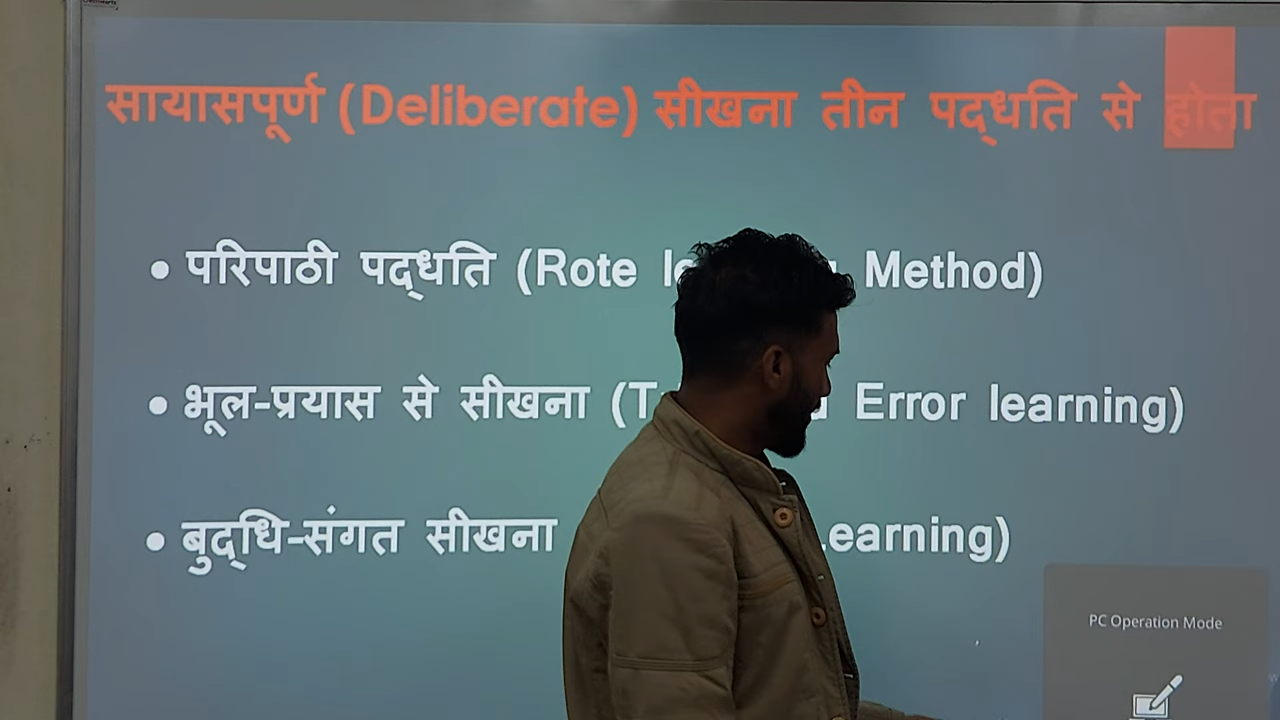 सायासपूर्ण (Deliberate) सीखना तीन पद्धति से होता
• परिपाठी पद्धति (Rote Method)
• भूल-प्रयास से सीखना (Error learning)
• बुद्धि-संगत सीखना
PC Operation Mode